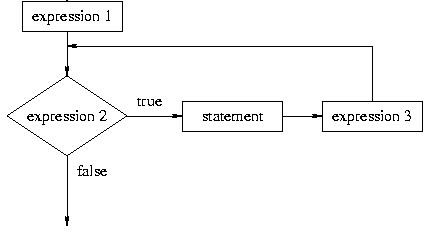 expression 1
true
expression 2
statement
expression 3
false